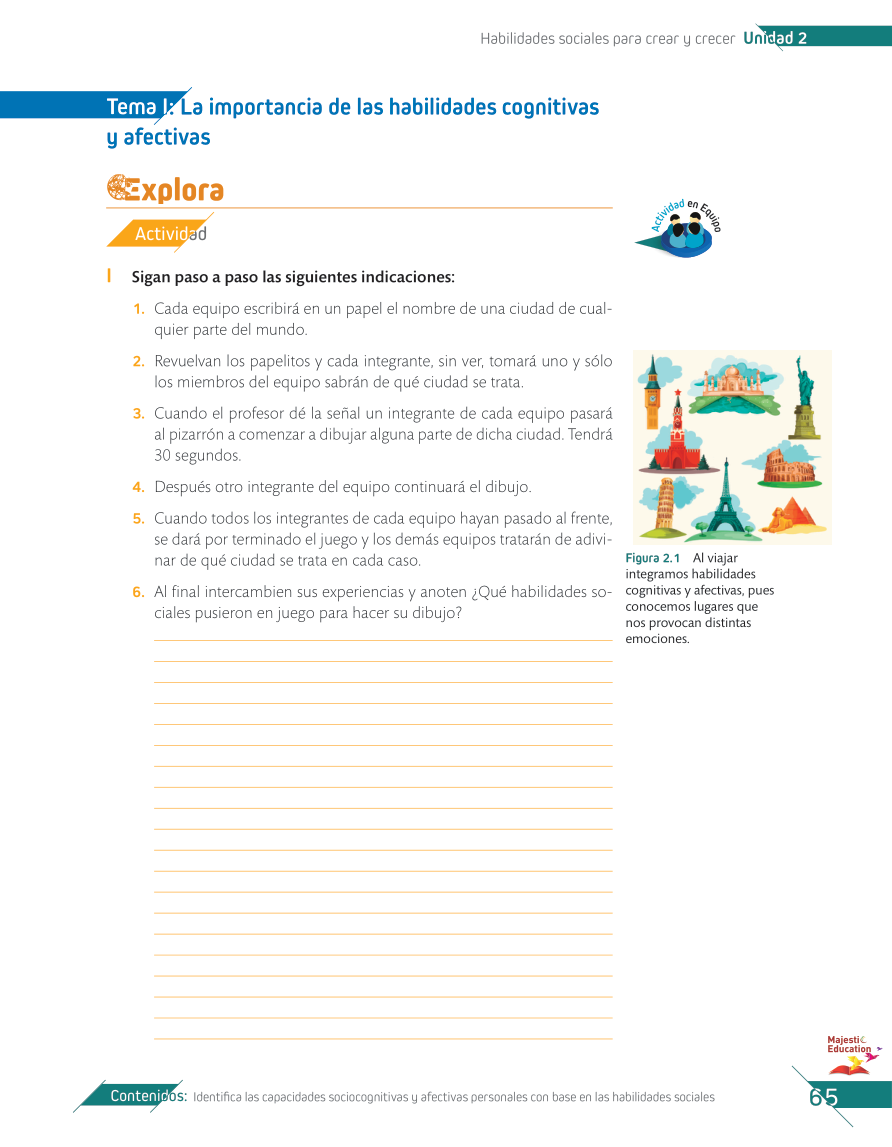 Habilidades sociales para crear y crecer Unidad 2
Tema I: La importancia de las habilidades cognitivas
y afectivas
Explora
Actividad
Actividad en Equipo
I Sigan paso a paso las siguientes indicaciones:
1. Cada equipo escribirá en un papel el nombre de una ciudad de cual-
quier parte del mundo.
2. Revuelvan los papelitos y cada integrante, sin ver, tomará uno y sólo
los miembros del equipo sabrán de qué ciudad se trata.
3. Cuando el profesor dé la señal un integrante de cada equipo pasará
al pizarrón a comenzar a dibujar alguna parte de dicha ciudad. Tendrá
30 segundos.
4. Después otro integrante del equipo continuará el dibujo.
5. Cuando todos los integrantes de cada equipo hayan pasado al frente,
se dará por terminado el juego y los demás equipos tratarán de adivi-
nar de qué ciudad se trata en cada caso.
6. Al final intercambien sus experiencias y anoten ¿Qué habilidades so-
ciales pusieron en juego para hacer su dibujo?
Figura 2.1 Al viajar
integramos habilidades
cognitivas y afectivas, pues
conocemos lugares que
nos provocan distintas
emociones.
Majestic
Education
Contenidos: Identifica las capacidades sociocognitivas y afectivas personales con base en las habilidades sociales
65